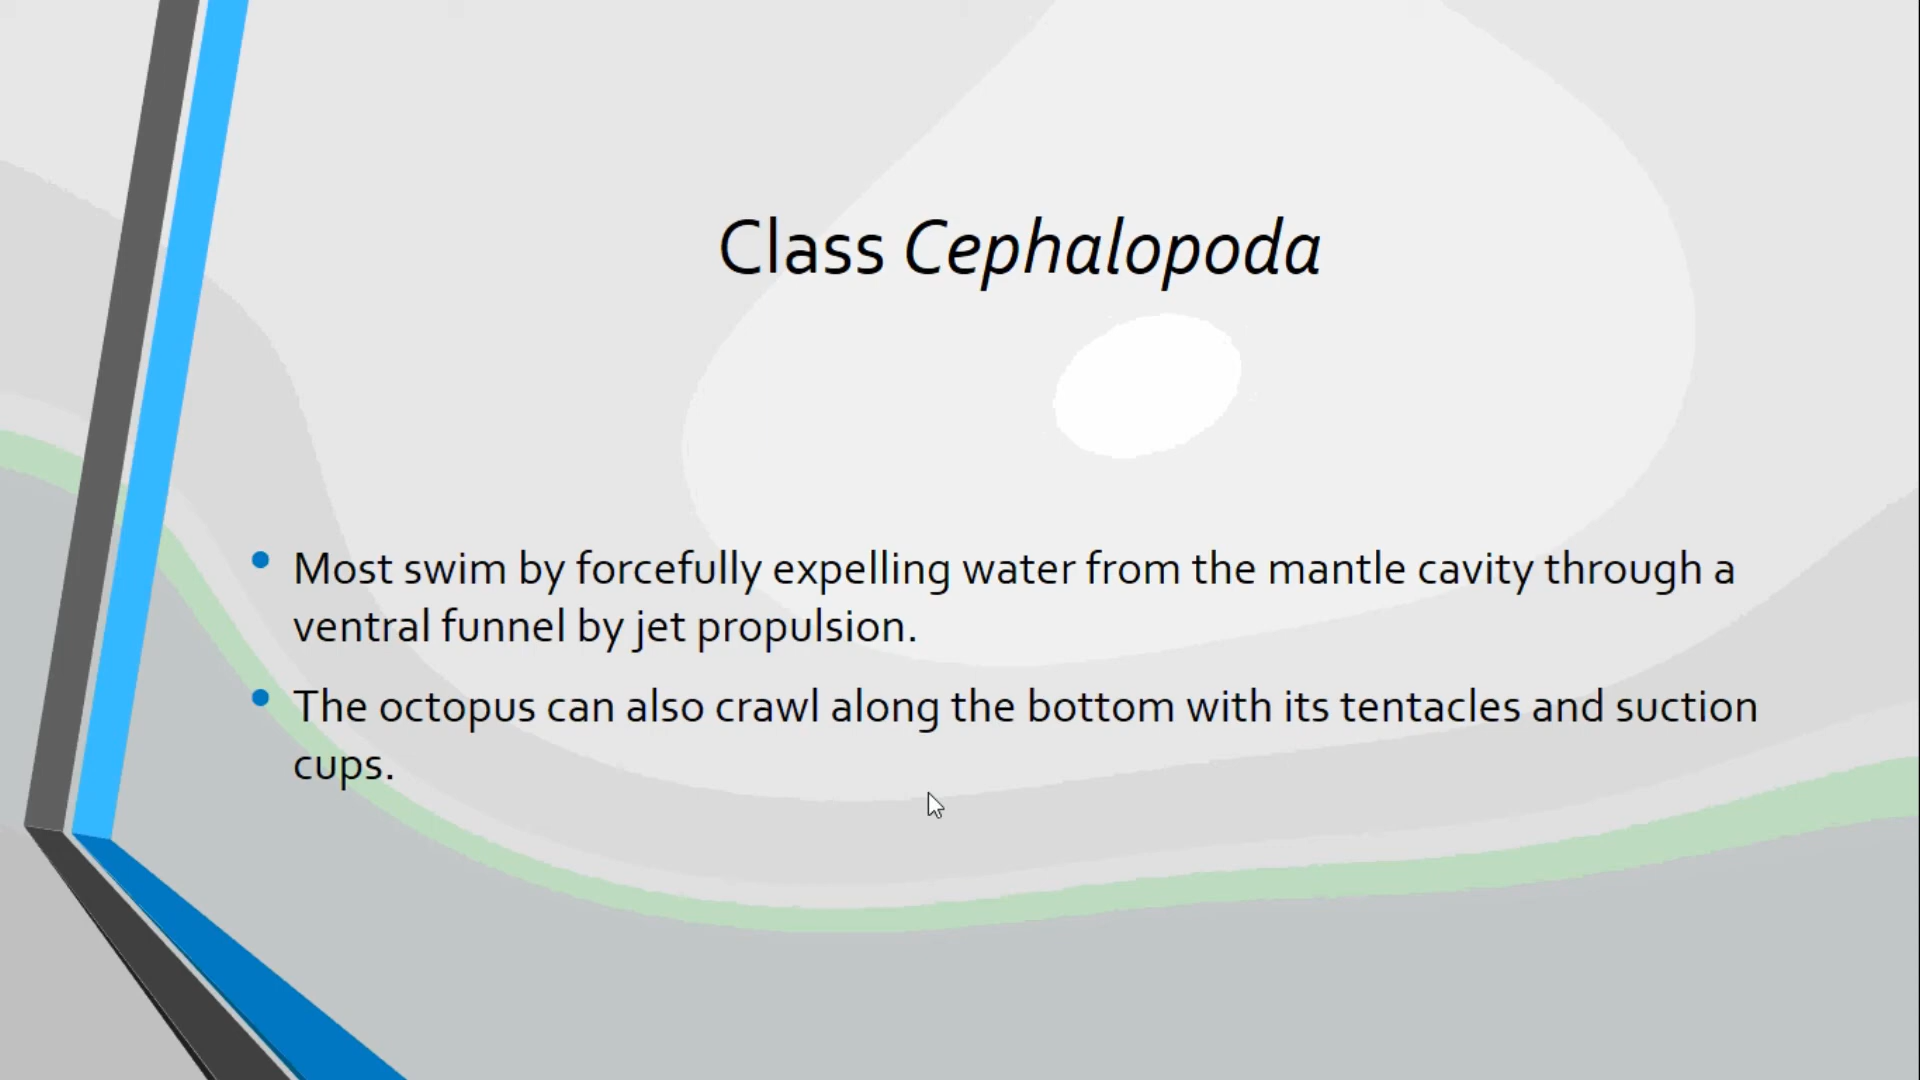 Class Cephalopoda
• Most swim by forcefully expelling water from the mantle cavity through a
ventral funnel by jet propulsion.
• The octopus can also crawl along the bottom with its tentacles and suction
cups.